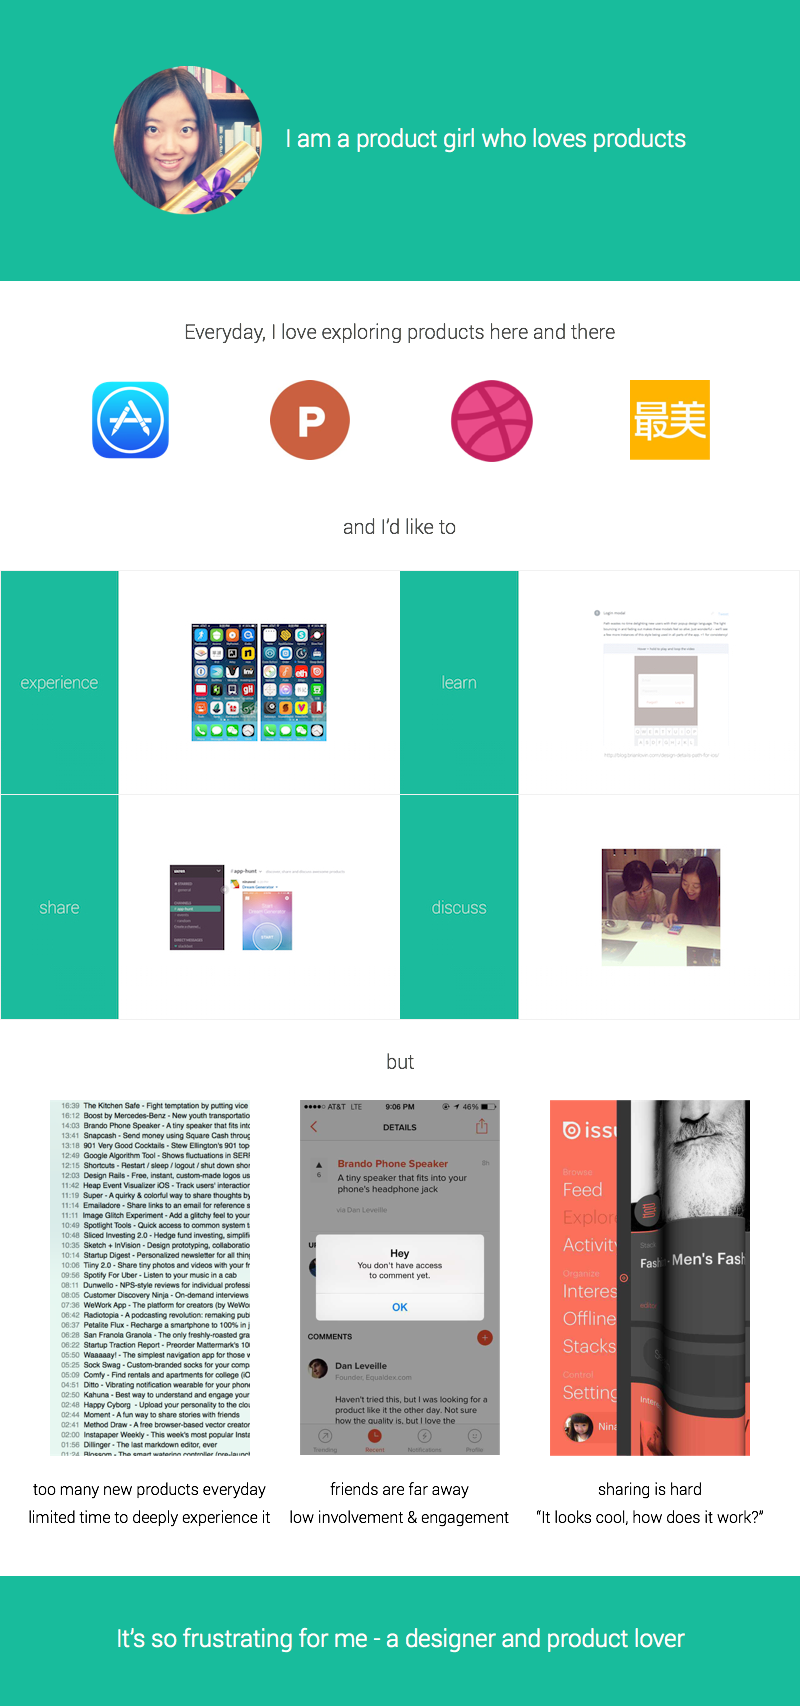 I am a product girl who loves products
Everyday, I love exploring products here and there
P
最美
and I'd like to
experience
learn
Login modal
share
# app-hunt
Dream Generator
START
discuss
but
16:39 The Kitchen Safe - Fight temptation by putting vice
16:12 Boost by Mercedes-Benz - New youth transportatio
14:03 Brando Phone Speaker - A tiny speaker that fits into
13:41 Snapcash - Send money using Square Cash throug
13:18 901 Very Good Cocktails - Stew Ellington's 901 top
12:49 Google Algorithm Tool - Shows fluctuations in SERF
12:15 Shortcuts - Restart / sleep / logout / shut down shor
12:03 Design Rails - Free, instant, custom-made logos us
11:42 Heap Event Visualizer iOS - Track users' interaction
11:19 Super - A quirky & colorful way to share thoughts by
11:14 Emailadore - Share links to an email for reference s
11:11 Image Glitch Experiment - Add a glitchy feel to your
10:49 Spotlight Tools - Quick access to common system t
10:48 Sliced Investing 2.0 - Hedge fund investing, simplifi
10:35 Sketch + InVision - Design prototyping, collaboratio
10:14 Startup Digest - Personalized newsletter for all thing
10:06 Tiiny 2.0 - Share tiny photos and videos with your fr
09:56 Spotify For Uber - Listen to your music in a cab
08:11 Dunwello - NPS-style reviews for individual professi
08:05 Customer Discovery Ninja - On-demand interviews
07:36 WeWork App - The platform for creators (by WeWo
06:42 Radiotopia - A podcasting revolution: remaking publ
06:37 Petalite Flux - Recharge a smartphone to 100% in j
06:28 San Franola Granola - The only freshly-roasted gra
06:22 Startup Traction Report - Preorder Mattermark's 10
05:50 Waaaaay! - The simplest navigation app for those w
05:25 Sock Swag - Custom-branded socks for your comp
05:09 Comfy - Find rentals and apartments for college (iO
04:51 Ditto - Vibrating notification wearable for your phone
02:50 Kahuna - Best way to understand and engage your
02:48 Happy Cyborg - Upload your personality to the clou
02:44 Moment - A fun way to share stories with friends
02:41 Method Draw - A free browser-based vector creator
02:00 Instapaper Weekly - This week's most popular Insta
01:56 Dillinger - The last markdown editor, ever
01:24 Blossom - The smart watering controller (pre-launch
AT&T LTE 9:06 PM 46%
DETAILS
6
Brando Phone Speaker 8h
A tiny speaker that fits into your
phone's headphone jack
via Dan Leveille
Hey
You don't have access
to comment yet.
OK
COMMENTS
Dan Leveille
Founder, Equaldex.com
Haven't tried this, but I was looking for a
product like it the other day. Not sure
how the quality is, but I love the
Trending Recent Notifications Profile
issu
Browse
Feed
Explore
Activity
Organize
Interes
Offline
Stacks
Control
Setting
Nina
Stack
Fash
Men's Fash
Interes
too many new products everyday
limited time to deeply experience it
friends are far away
low involvement & engagement
sharing is hard
“It looks cool, how does it work?”
It's so frustrating for me - a designer and product lover